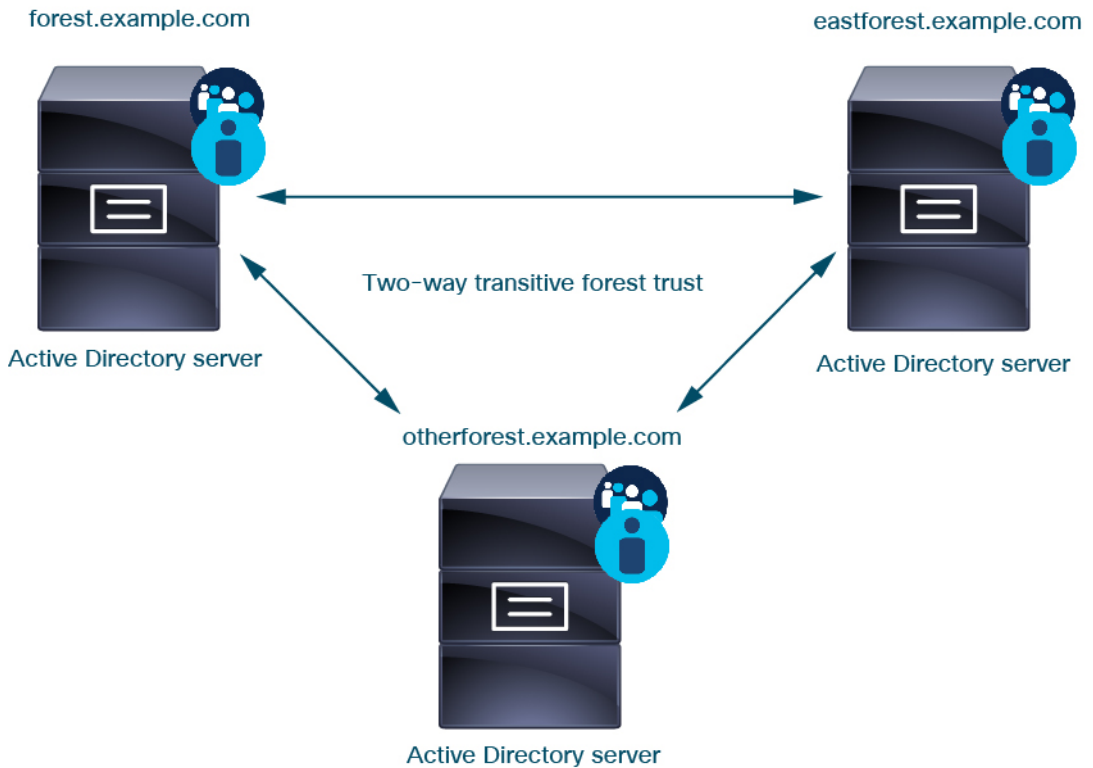 forest.example.com
eastforest.example.com
Two-way transitive forest trust
Active Directory server
Active Directory server
otherforest.example.com
Active Directory server